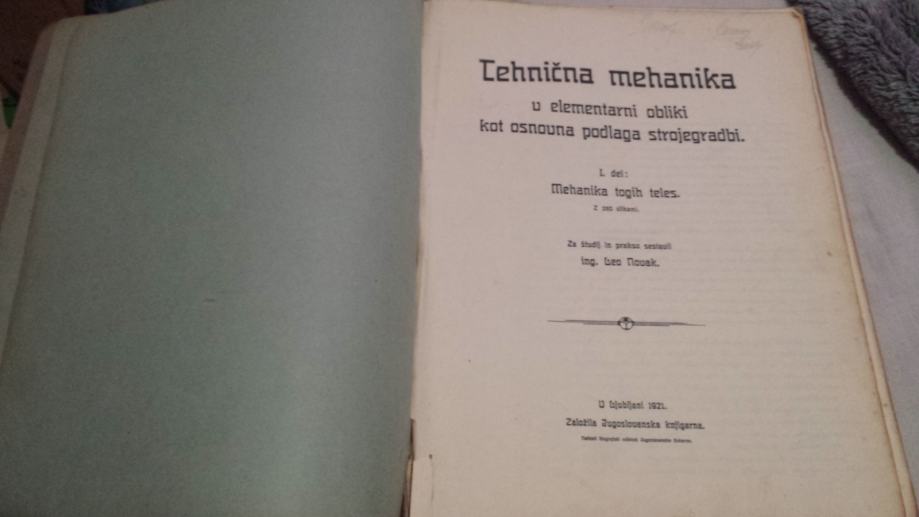 Tehnična mehanika
v elementarni obliki
kot osnovna podlaga strojegradbi.
I. del:
Mehanika togih teles.
Z slikami.
Za študij in prakso sestavil
ing. Leo Novak.
V Ljubljani 1921.
Založila Jugoslovanska knjigarna.